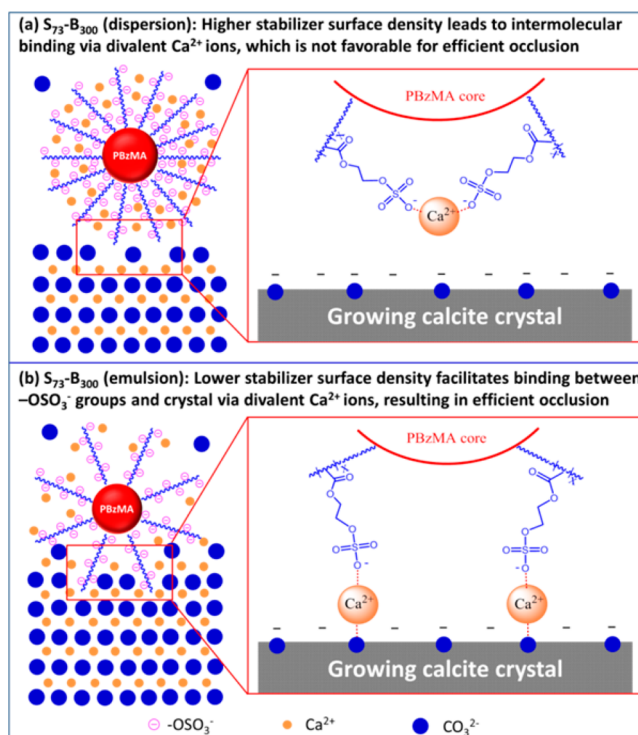 (a) S₇₃-B₃₀₀ (dispersion): Higher stabilizer surface density leads to intermolecular
binding via divalent Ca²⁺ ions, which is not favorable for efficient occlusion
PBzMA
PBzMA core
O
O
O
O
O
S
O
O
O⁻
O
S
O
⁻O
Ca²⁺
– – – – – –
Growing calcite crystal
(b) S₇₃-B₃₀₀ (emulsion): Lower stabilizer surface density facilitates binding between
–OSO₃⁻ groups and crystal via divalent Ca²⁺ ions, resulting in efficient occlusion
PBzMA
PBzMA core
O
O
O
O
O
O
O=S=O
O=S=O
O⁻
⁻O
Ca²⁺
Ca²⁺
– – – – – –
Growing calcite crystal
-OSO₃⁻
Ca²⁺
CO₃²⁻